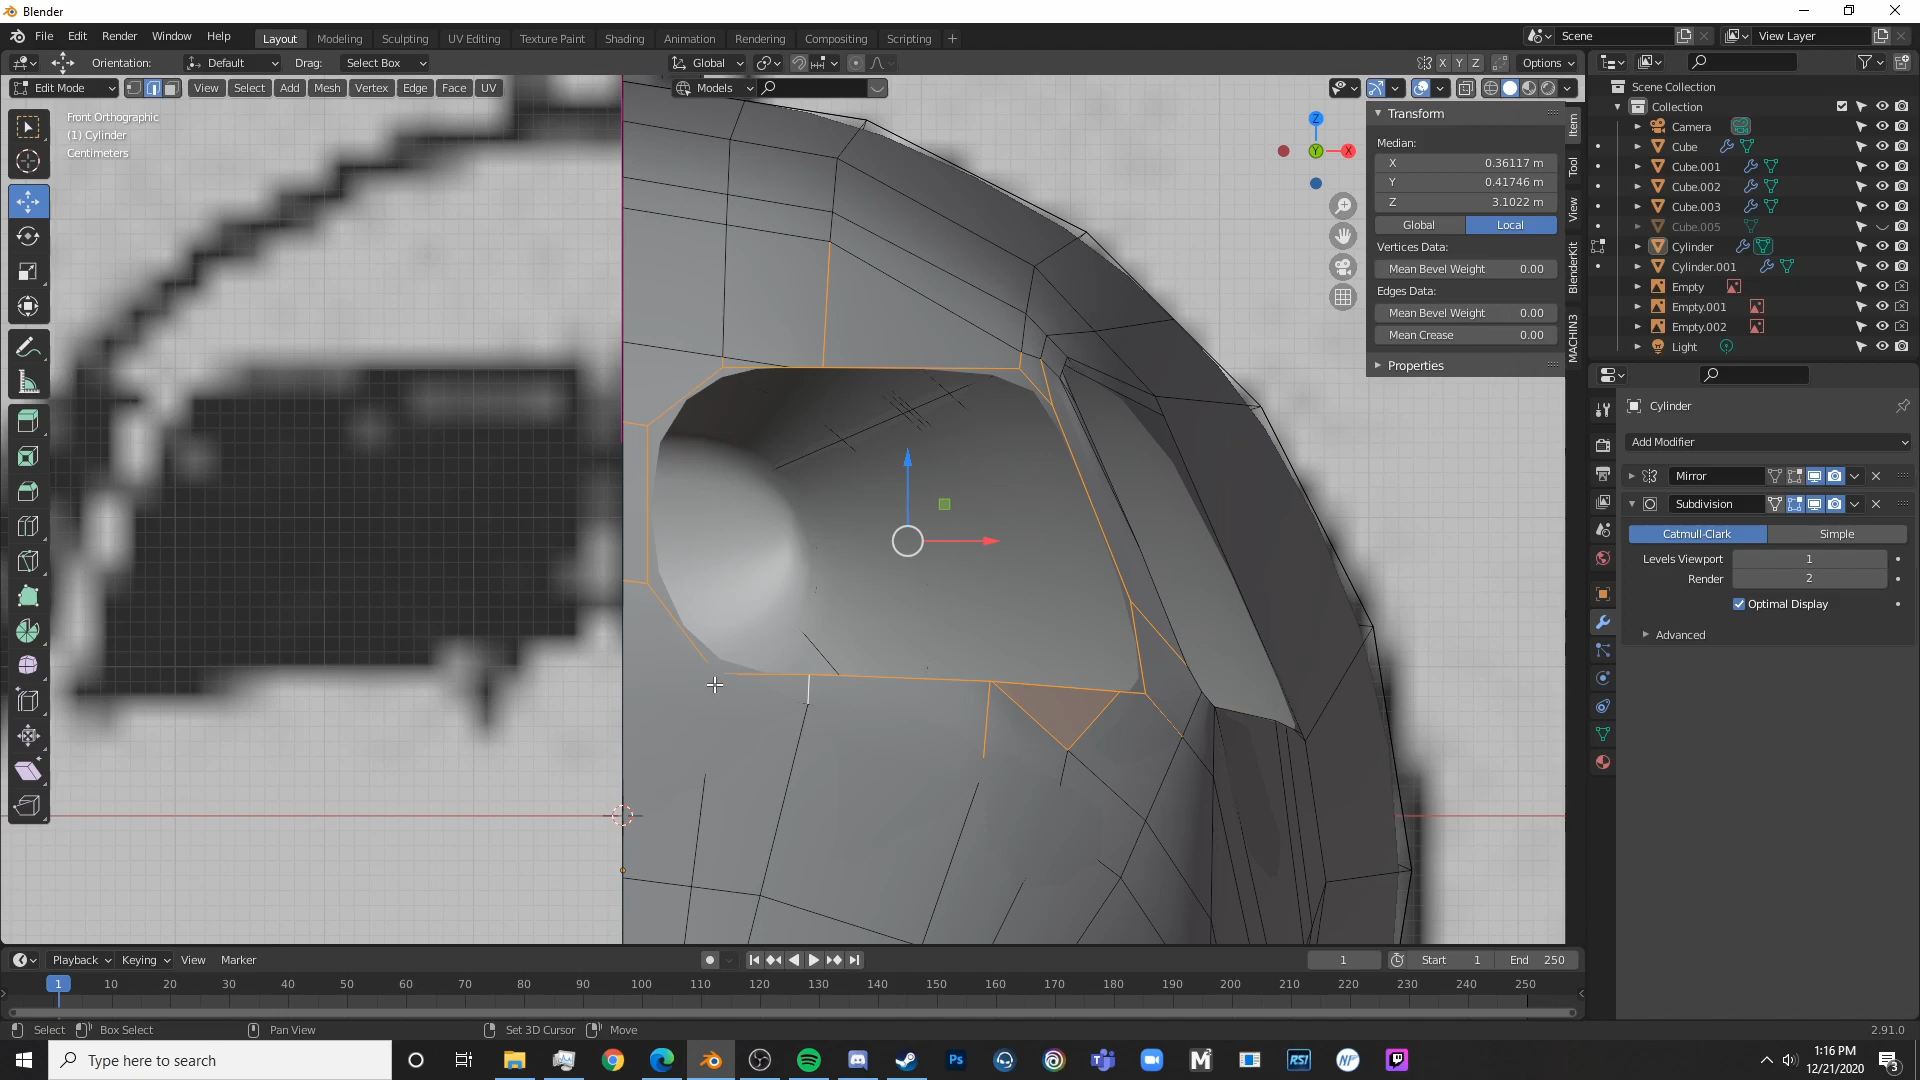 Blender
File Edit Render Window Help
Layout Modeling Sculpting UV Editing Texture Paint Shading Animation Rendering Compositing Scripting +
Scene View Layer
Orientation: Default Drag: Select Box Global X Y Z Options
Edit Mode View Select Add Mesh Vertex Edge Face UV Models
Front Orthographic
(1) Cylinder
Centimeters
Z
Y X
Transform
Median:
X 0.36117 m
Y 0.41746 m
Z 3.1022 m
Global Local
Vertices Data:
Mean Bevel Weight 0.00
Edges Data:
Mean Bevel Weight 0.00
Mean Crease 0.00
Properties
Item
Tool
View
BlenderKit
MACHIN3
Scene Collection
Collection
Camera
Cube
Cube.001
Cube.002
Cube.003
Cube.005
Cylinder
Cylinder.001
Empty
Empty.001
Empty.002
Light
Cylinder
Add Modifier
Mirror
Subdivision
Catmull-Clark Simple
Levels Viewport 1
Render 2
Optimal Display
Advanced
Playback Keying View Marker 1 Start 1 End 250
1 10 20 30 40 50 60 70 80 90 100 110 120 130 140 150 160 170 180 190 200 210 220 230 240 250
Select Box Select Pan View Set 3D Cursor Move 2.91.0
Type here to search
Ps
M
RSI
NF
1:16 PM
12/21/2020
3